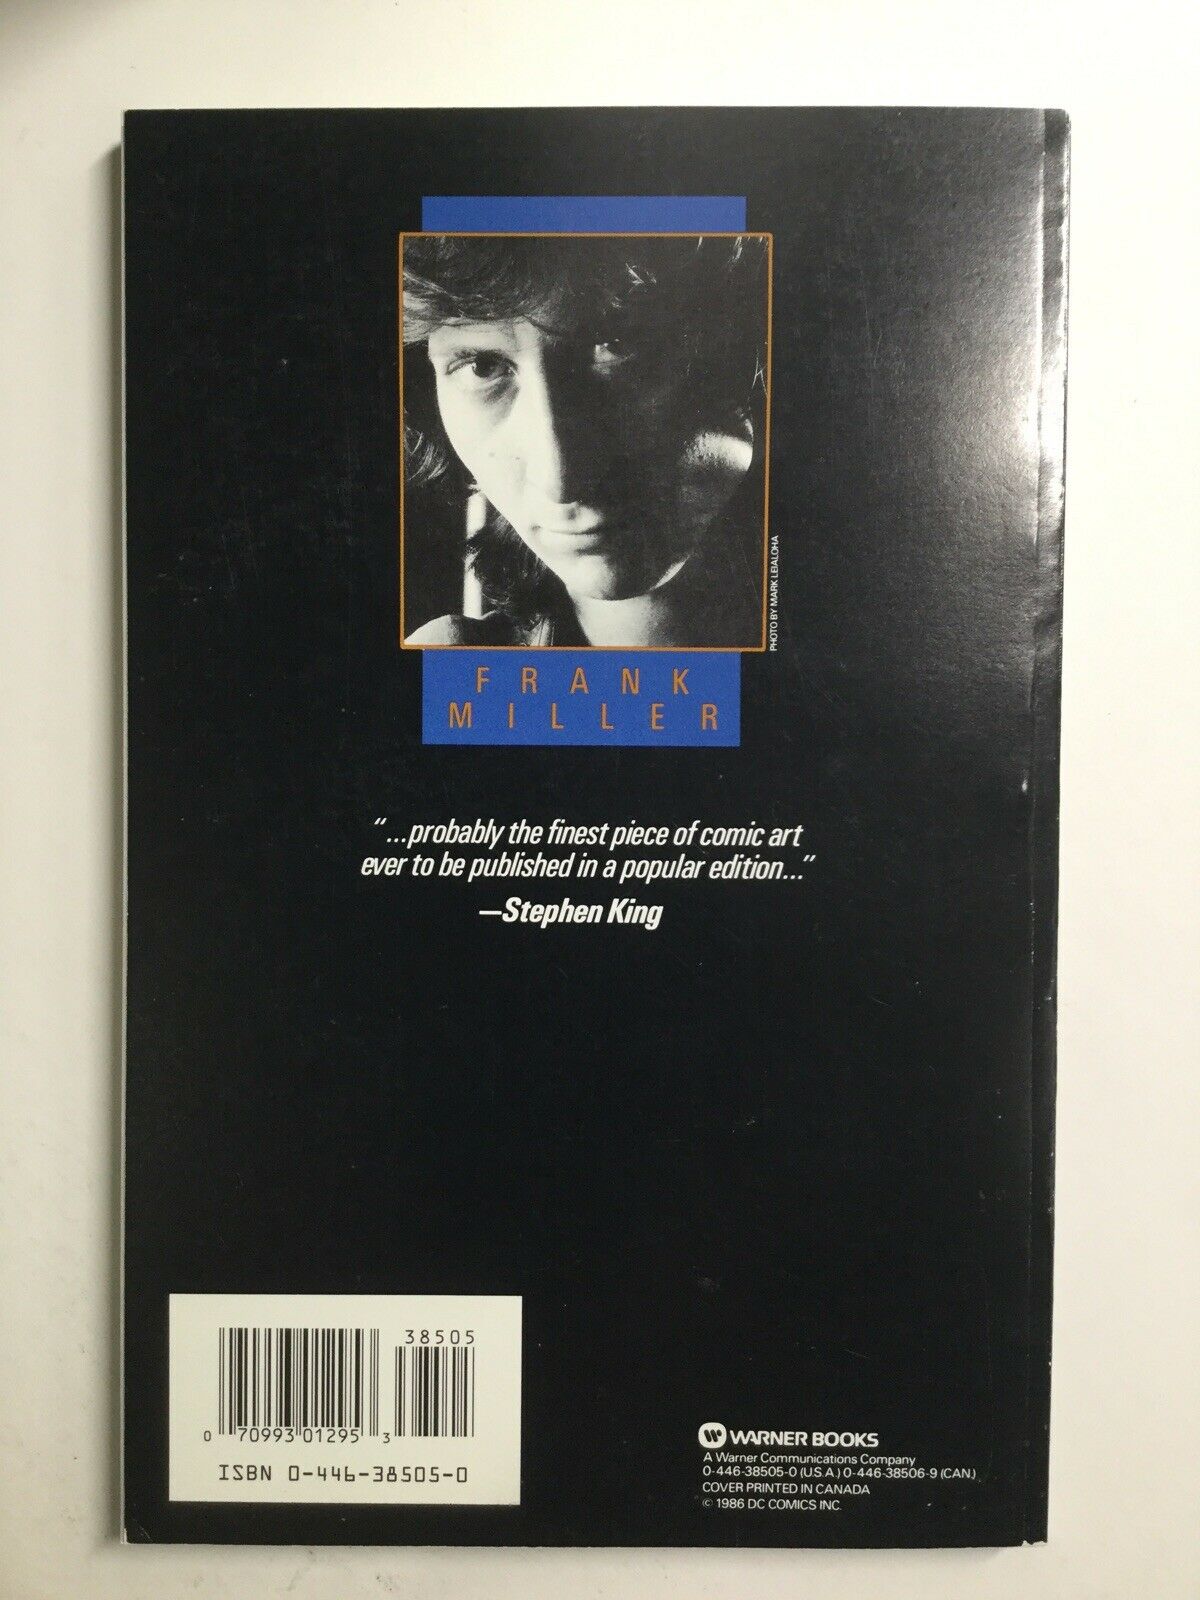 PHOTO BY MARK LEIALOHA
FRANK
MILLER
“...probably the finest piece of comic art
ever to be published in a popular edition...”
—Stephen King
38505
0 70993 01295 3
ISBN 0-446-38505-0
W WARNER BOOKS
A Warner Communications Company
0-446-38505-0 (U.S.A.) 0-446-38506-9 (CAN.)
COVER PRINTED IN CANADA
© 1986 DC COMICS INC.